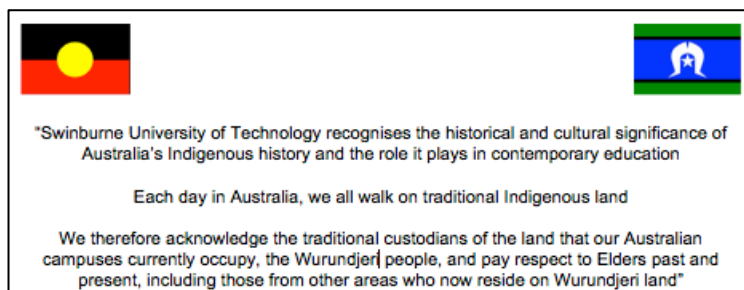 "Swinburne University of Technology recognises the historical and cultural significance of
Australia's Indigenous history and the role it plays in contemporary education
Each day in Australia, we all walk on traditional Indigenous land
We therefore acknowledge the traditional custodians of the land that our Australian
campuses currently occupy, the Wurundjeri people, and pay respect to Elders past and
present, including those from other areas who now reside on Wurundjeri land"